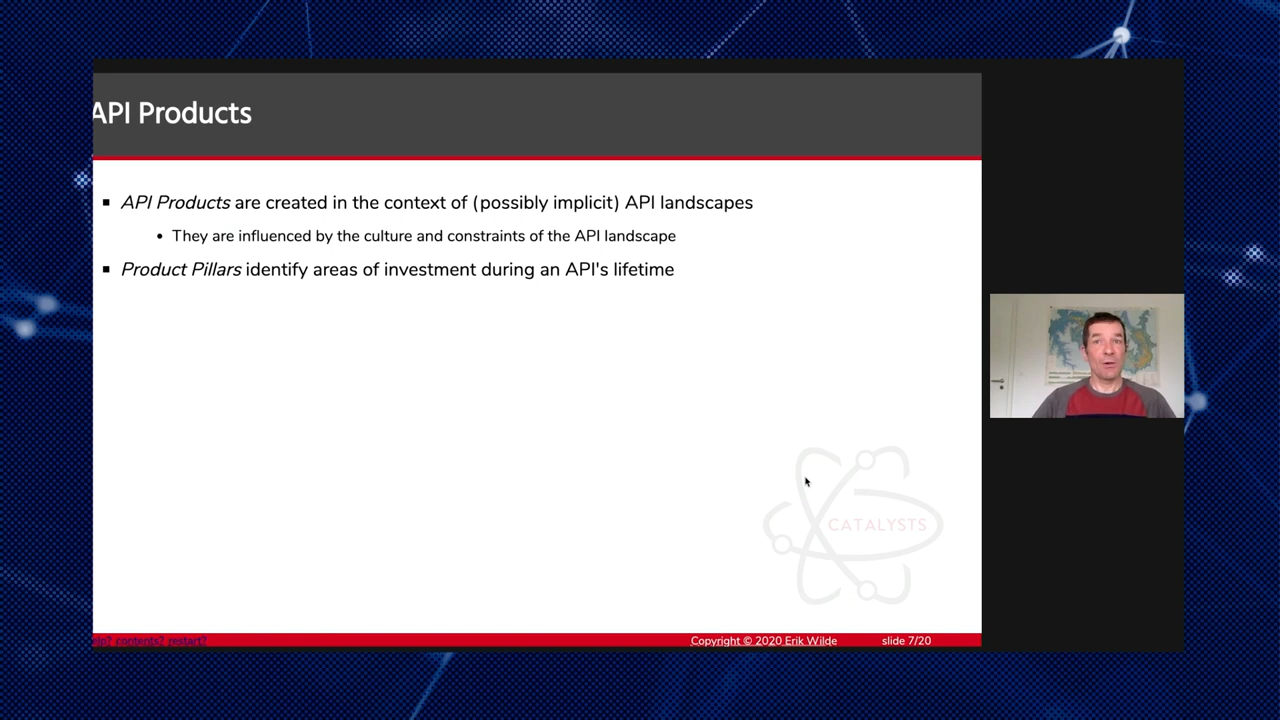 API Products
▪ API Products are created in the context of (possibly implicit) API landscapes
• They are influenced by the culture and constraints of the API landscape
▪ Product Pillars identify areas of investment during an API's lifetime
CATALYSTS
contents? restart?
Copyright © 2020 Erik Wilde slide 7/20